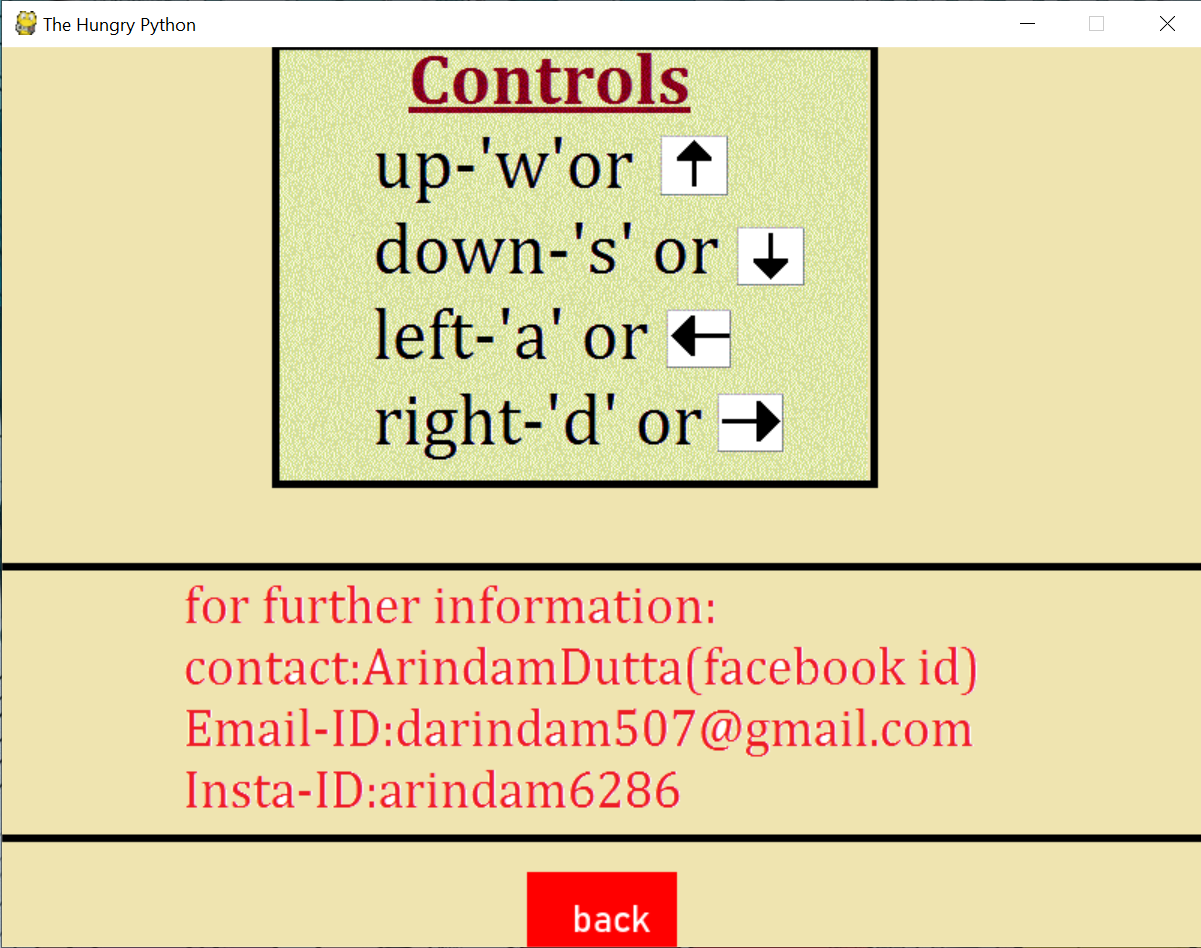 The Hungry Python
Controls
up-'w'or ↑
down-'s' or ↓
left-'a' or ←
right-'d' or →
for further information:
contact:ArindamDutta(facebook id)
Email-ID:darindam507@gmail.com
Insta-ID:arindam6286
back